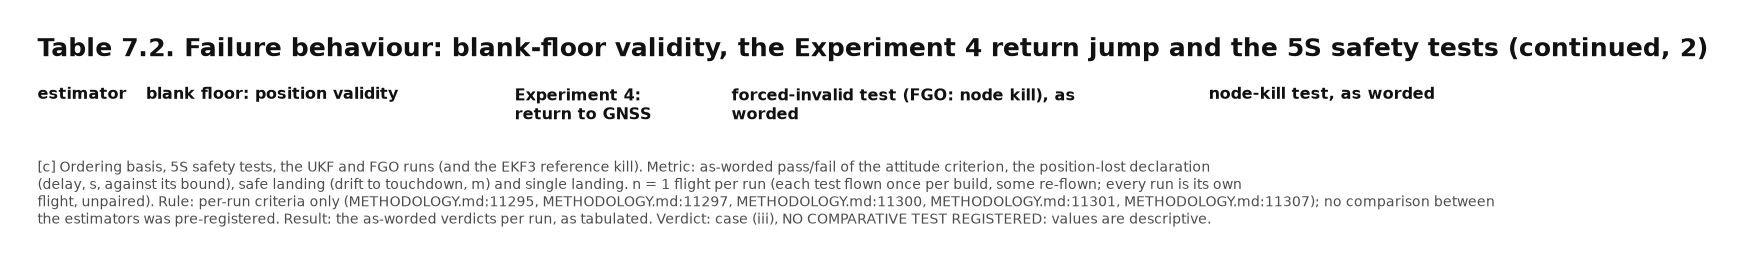 Table 7.2. Failure behaviour: blank-floor validity, the Experiment 4 return jump and the 5S safety tests (continued, 2)
estimator blank floor: position validity Experiment 4: return to GNSS forced-invalid test (FGO: node kill), as worded node-kill test, as worded
[c] Ordering basis, 5S safety tests, the UKF and FGO runs (and the EKF3 reference kill). Metric: as-worded pass/fail of the attitude criterion, the position-lost declaration
(delay, s, against its bound), safe landing (drift to touchdown, m) and single landing. n = 1 flight per run (each test flown once per build, some re-flown; every run is its own
flight, unpaired). Rule: per-run criteria only (METHODOLOGY.md:11295, METHODOLOGY.md:11297, METHODOLOGY.md:11300, METHODOLOGY.md:11301, METHODOLOGY.md:11307); no comparison between
the estimators was pre-registered. Result: the as-worded verdicts per run, as tabulated. Verdict: case (iii), NO COMPARATIVE TEST REGISTERED: values are descriptive.